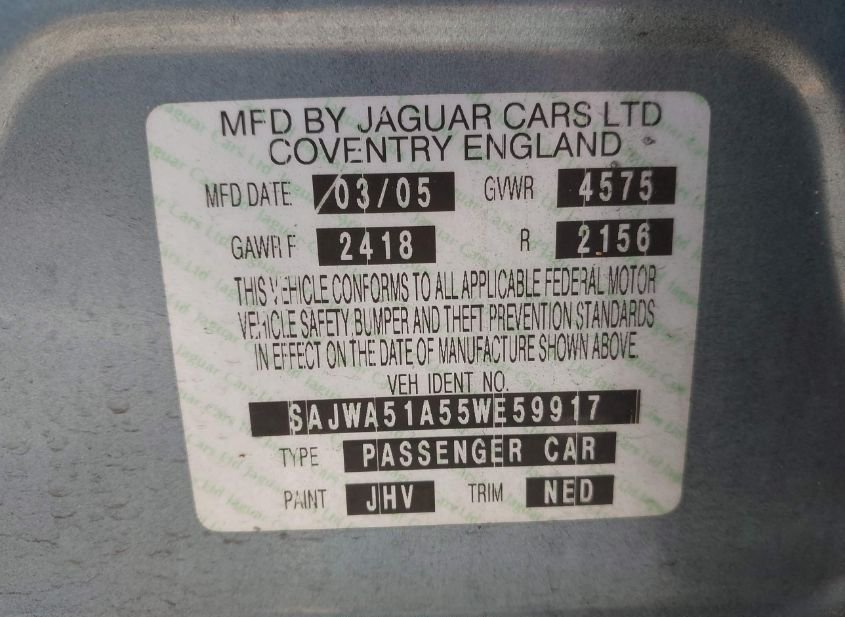 MFD BY JAGUAR CARS LTD
COVENTRY ENGLAND
MFD DATE /03/05 GVWR 4575
GAWR F 2418 R 2156
THIS VEHICLE CONFORMS TO ALL APPLICABLE FEDERAL MOTOR
VEHICLE SAFETY, BUMPER AND THEFT PREVENTION STANDARDS
IN EFFECT ON THE DATE OF MANUFACTURE SHOWN ABOVE.
VEH IDENT NO.
SAJWA51A55WE59917
TYPE PASSENGER CAR
PAINT JHV TRIM NED